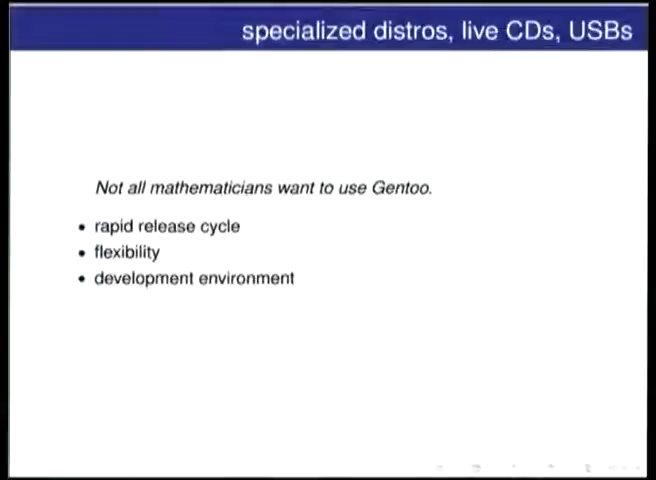 specialized distros, live CDs, USBs
Not all mathematicians want to use Gentoo.
• rapid release cycle
• flexibility
• development environment